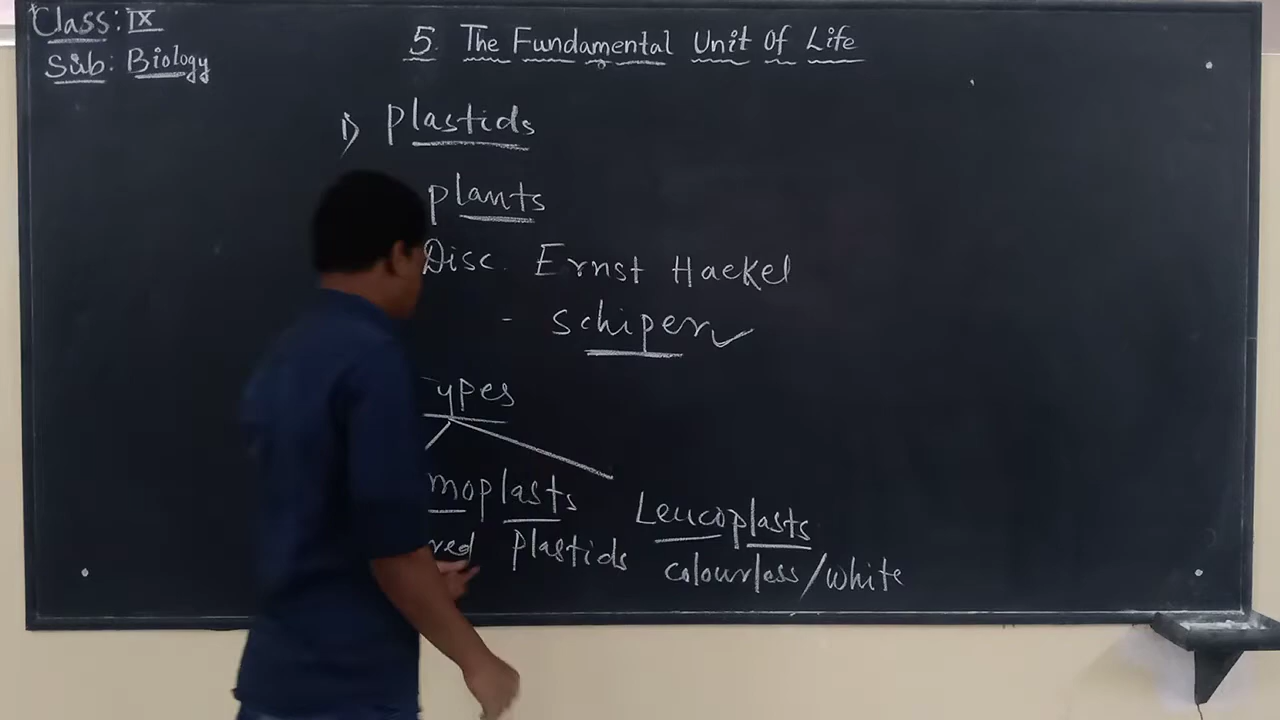 Class: IX
Sub: Biology
5. The Fundamental Unit Of Life
1) Plastids
plants
Disc. Ernst Haekel
- Schiper ✓
ypes
moplasts
Leucoplasts
red plastids
colourless/white